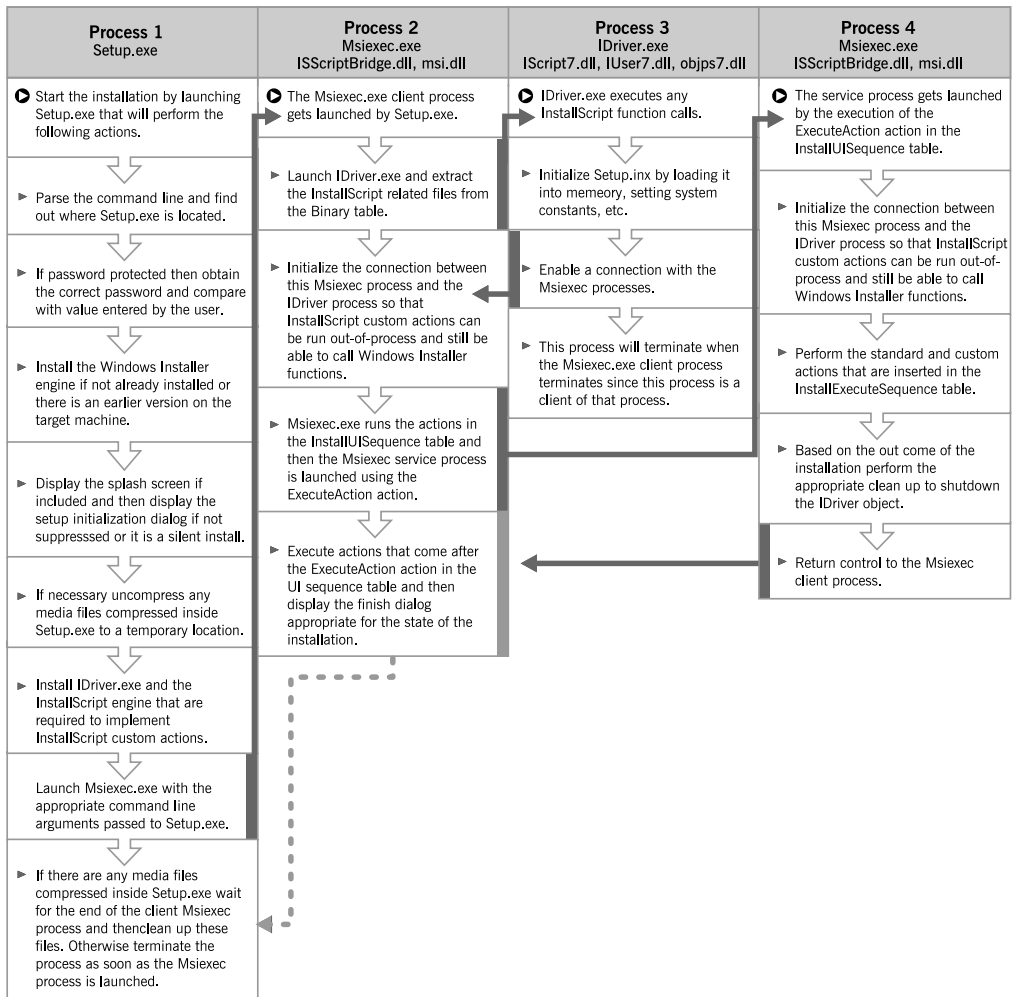 Process 1
Setup.exe
Start the installation by launching
Setup.exe that will perform the
following actions.
Parse the command line and find
out where Setup.exe is located.
If password protected then obtain
the correct password and compare
with value entered by the user.
Install the Windows Installer
engine if not already installed or
there is an earlier version on the
target machine.
Display the splash screen if
included and then display the
setup initialization dialog if not
suppresssed or it is a silent install.
If necessary uncompress any
media files compressed inside
Setup.exe to a temporary location.
Install IDriver.exe and the
InstallScript engine that are
required to implement
InstallScript custom actions.
Launch Msiexec.exe with the
appropriate command line
arguments passed to Setup.exe.
If there are any media files
compressed inside Setup.exe wait
for the end of the client Msiexec
process and thenclean up these
files. Otherwise terminate the
process as soon as the Msiexec
process is launched.
Process 2
Msiexec.exe
ISScriptBridge.dll, msi.dll
The Msiexec.exe client process
gets launched by Setup.exe.
Launch IDriver.exe and extract
the InstallScript related files from
the Binary table.
Initialize the connection between
this Msiexec process and the
IDriver process so that
InstallScript custom actions can
be run out-of-process and still be
able to call Windows Installer
functions.
Msiexec.exe runs the actions in
the InstallUISequence table and
then the Msiexec service process
is launched using the
ExecuteAction action.
Execute actions that come after
the ExecuteAction action in the
UI sequence table and then
display the finish dialog
appropriate for the state of the
installation.
Process 3
IDriver.exe
IScript7.dll, IUser7.dll, objps7.dll
IDriver.exe executes any
InstallScript function calls.
Initialize Setup.inx by loading it
into memeory, setting system
constants, etc.
Enable a connection with the
Msiexec processes.
This process will terminate when
the Msiexec.exe client process
terminates since this process is a
client of that process.
Process 4
Msiexec.exe
ISScriptBridge.dll, msi.dll
The service process gets launched
by the execution of the
ExecuteAction action in the
InstallUISequence table.
Initialize the connection between
this Msiexec process and the
IDriver process so that InstallScript
custom actions can be run out-of-
process and still be able to call
Windows Installer functions.
Perform the standard and custom
actions that are inserted in the
InstallExecuteSequence table.
Based on the out come of the
installation perform the
appropriate clean up to shutdown
the IDriver object.
Return control to the Msiexec
client process.